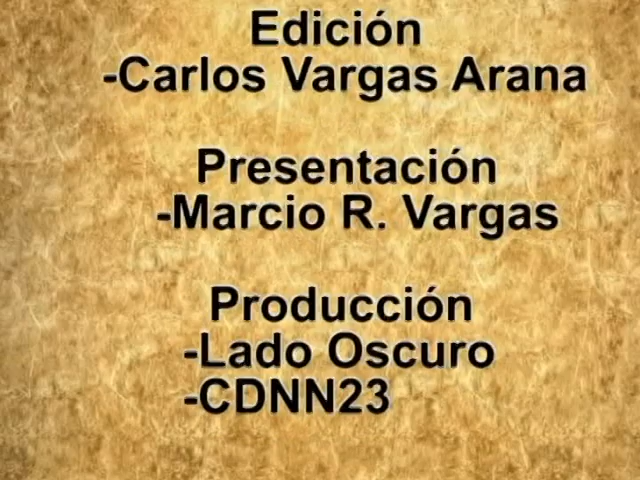 Edición
-Carlos Vargas Arana
Presentación
-Marcio R. Vargas
Producción
-Lado Oscuro
-CDNN23